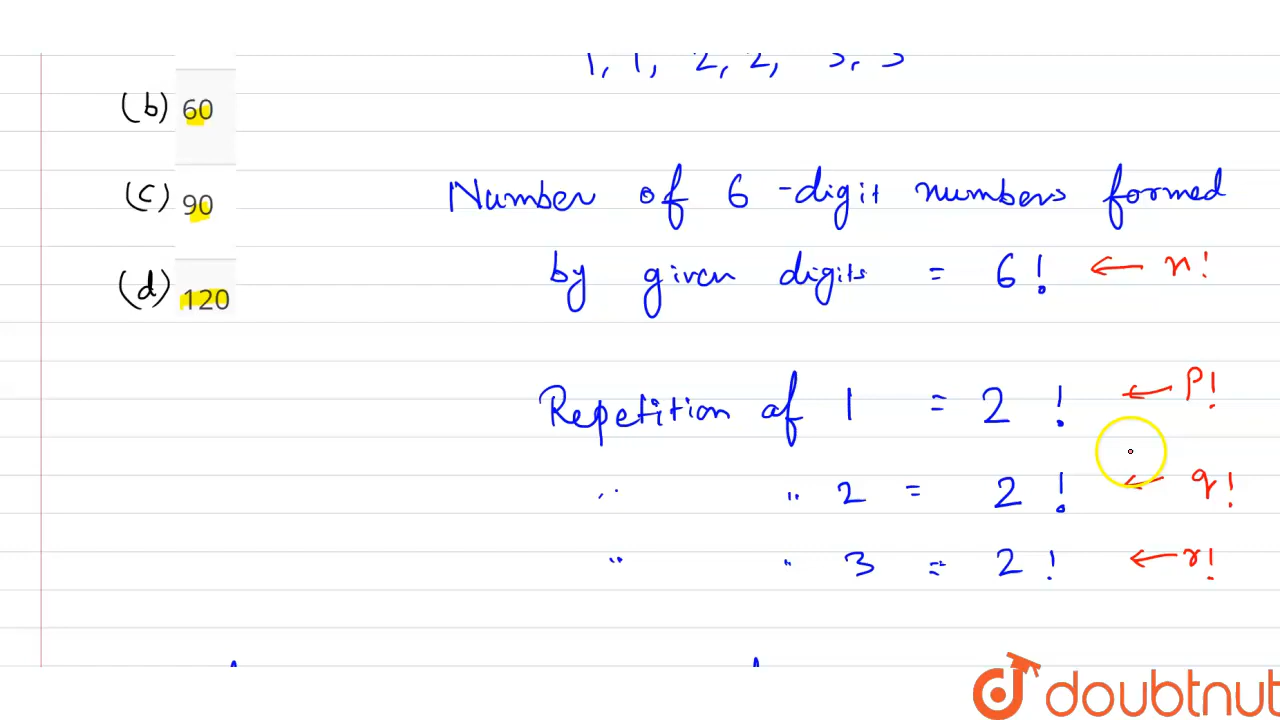 1, 1, 2, 2, 3, 3
(b) 60
Number of 6-digit numbers formed
(c) 90
by given digits = 6! ← n!
(d) 120
Repetition of 1 = 2! ← p!
" " 2 = 2! ← q!
" " 3 = 2! ← r!
doubtnut